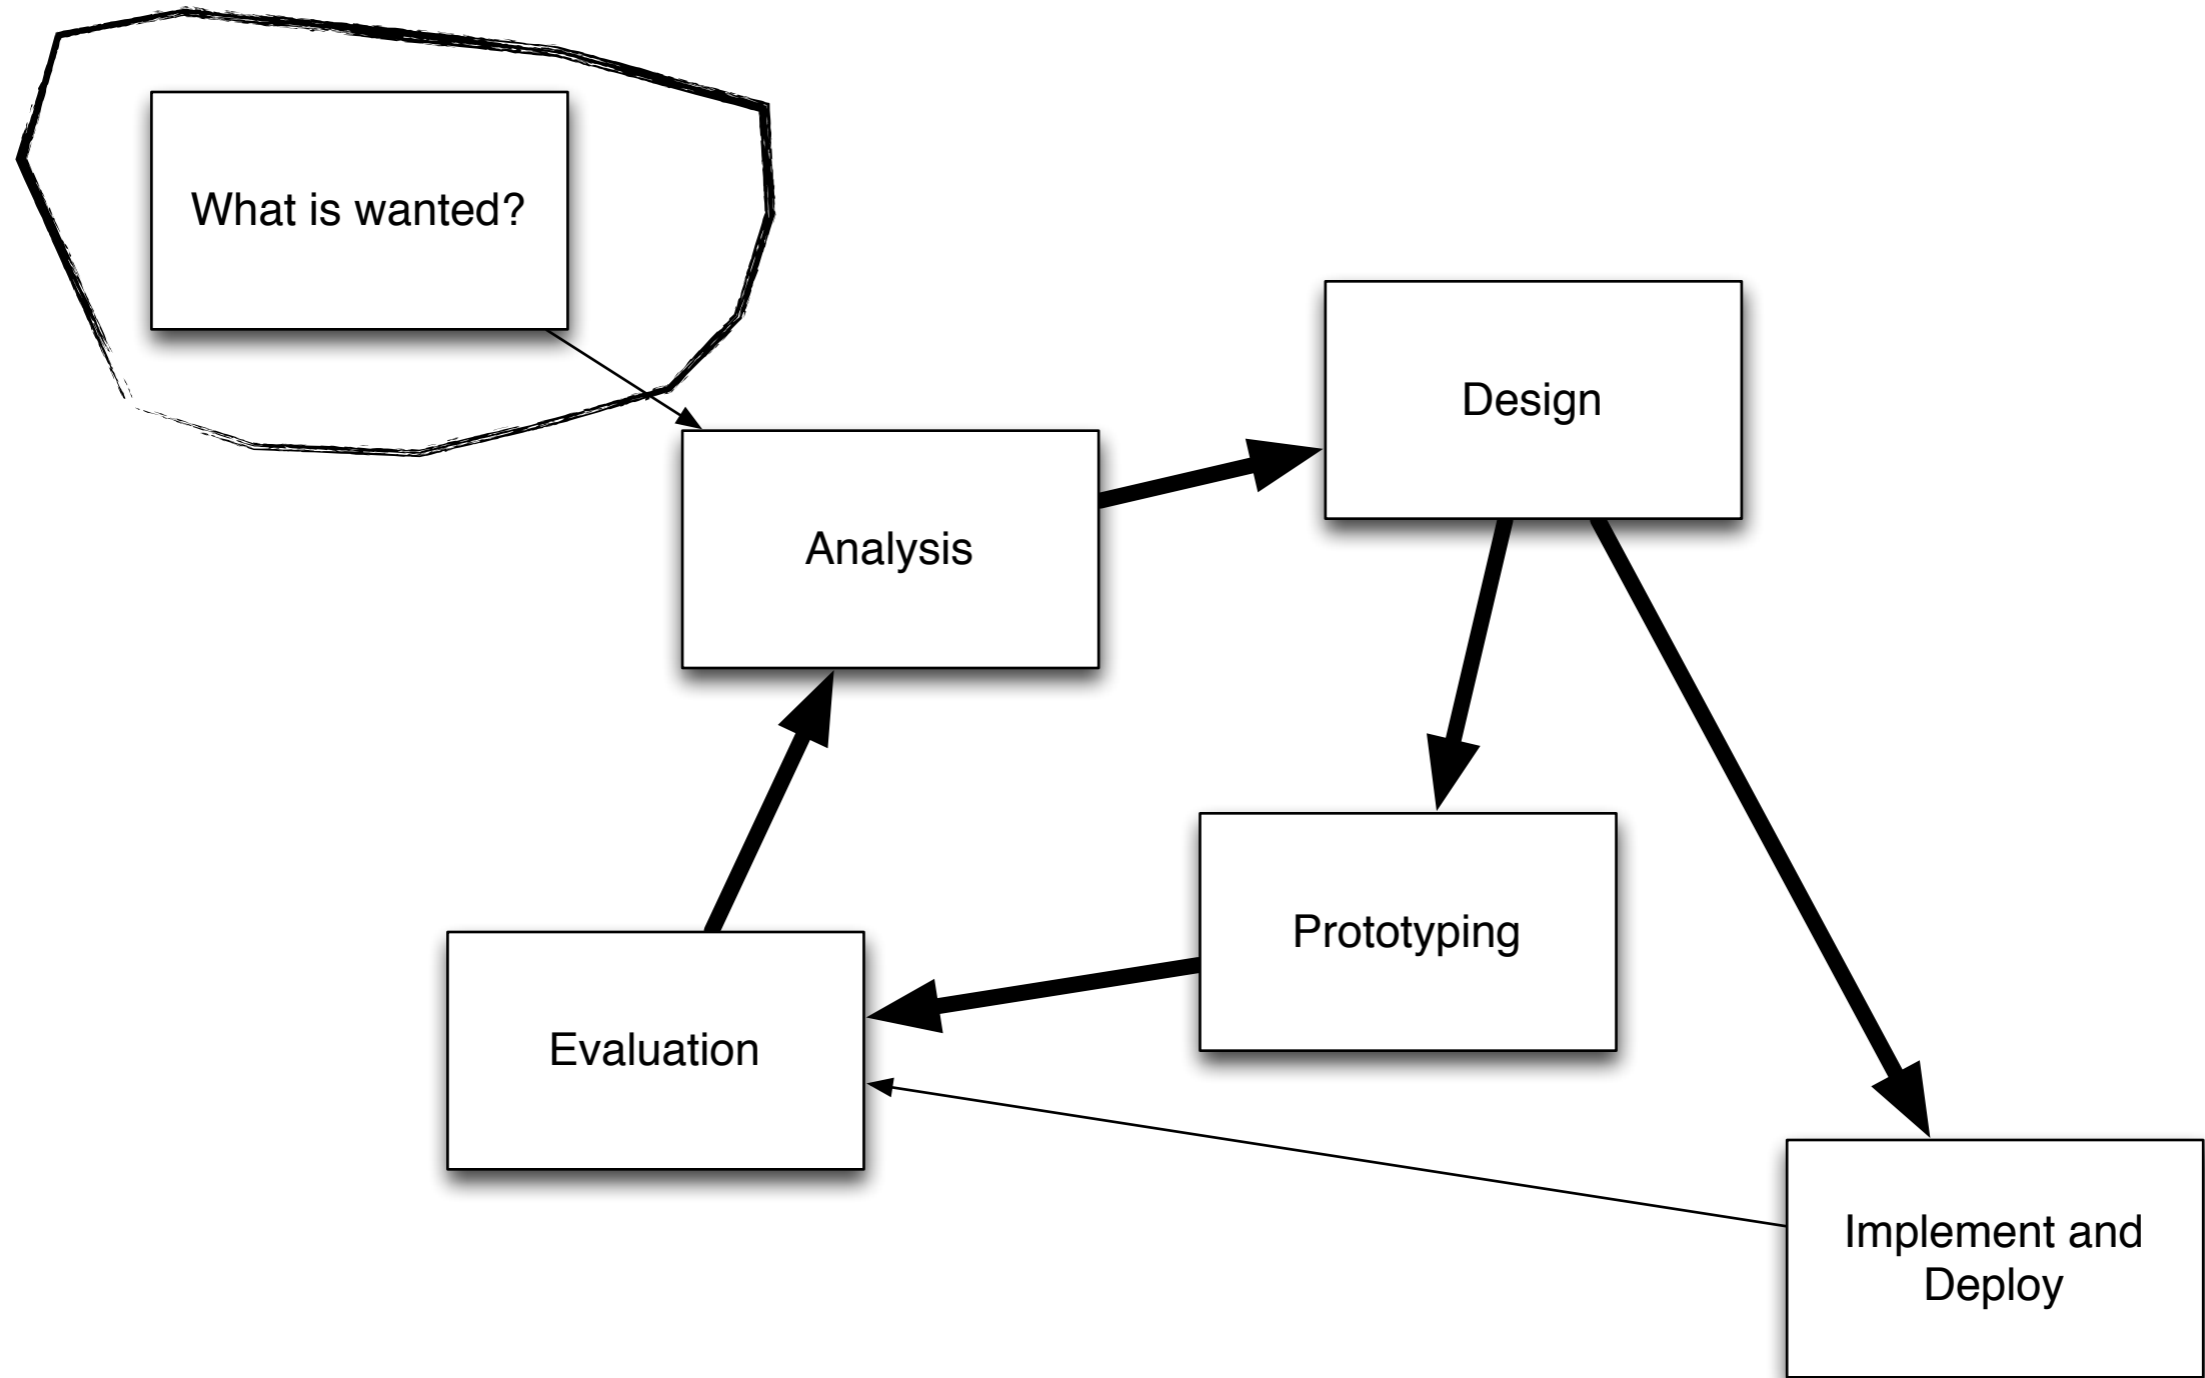 What is wanted?
Design
Analysis
Prototyping
Evaluation
Implement and
Deploy